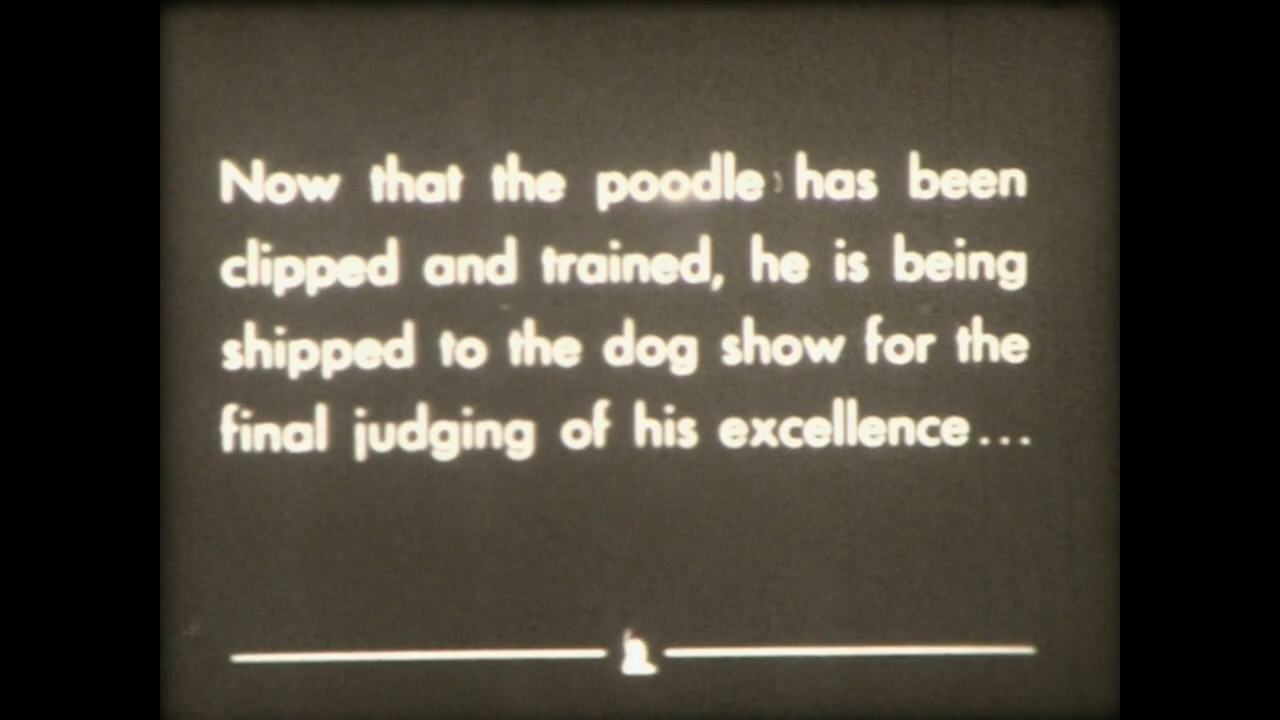 Now that the poodle has been
clipped and trained, he is being
shipped to the dog show for the
final judging of his excellence...